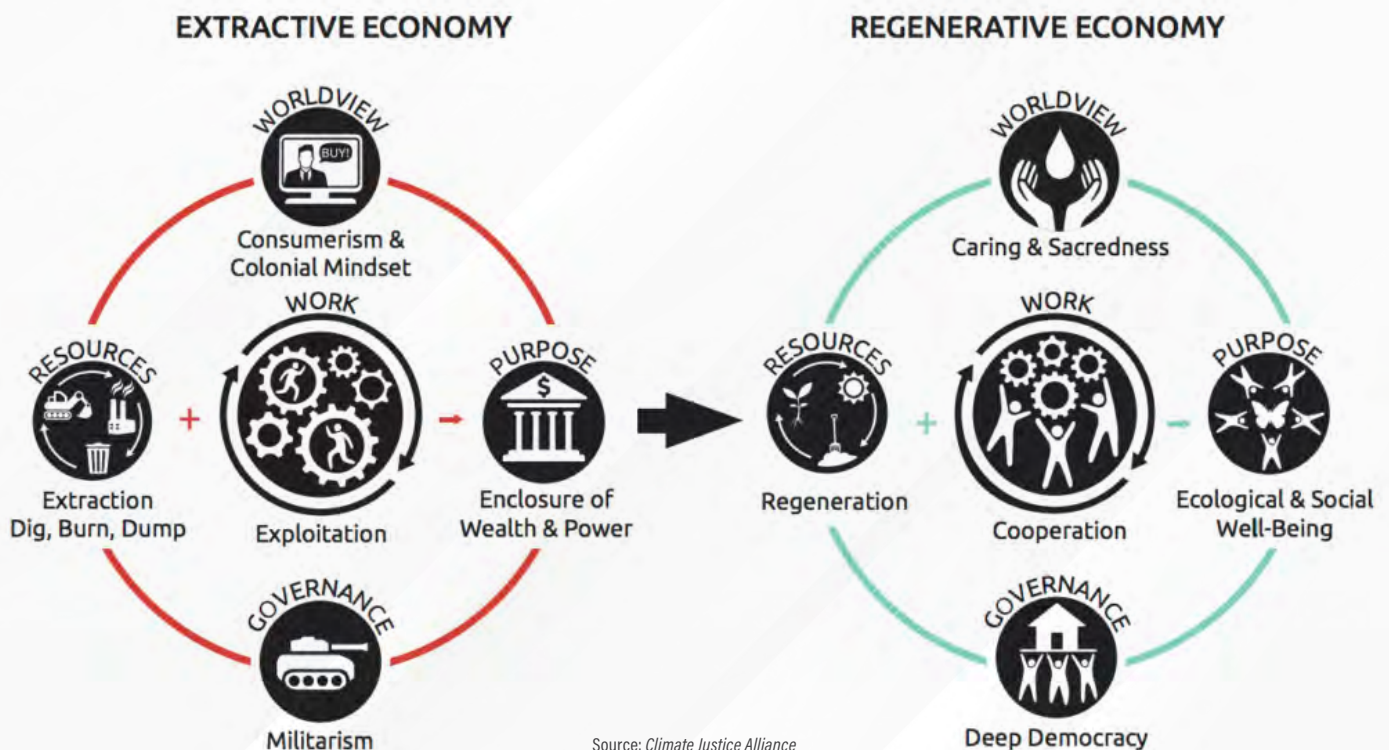 EXTRACTIVE ECONOMY
WORLDVIEW
BUY!
Consumerism &
Colonial Mindset
RESOURCES
Extraction
Dig, Burn, Dump
+
WORK
Exploitation
PURPOSE
$
Enclosure of
Wealth & Power
GOVERNANCE
Militarism
REGENERATIVE ECONOMY
WORLDVIEW
Caring & Sacredness
RESOURCES
Regeneration
+
WORK
Cooperation
PURPOSE
Ecological & Social
Well-Being
GOVERNANCE
Deep Democracy
Source: Climate Justice Alliance